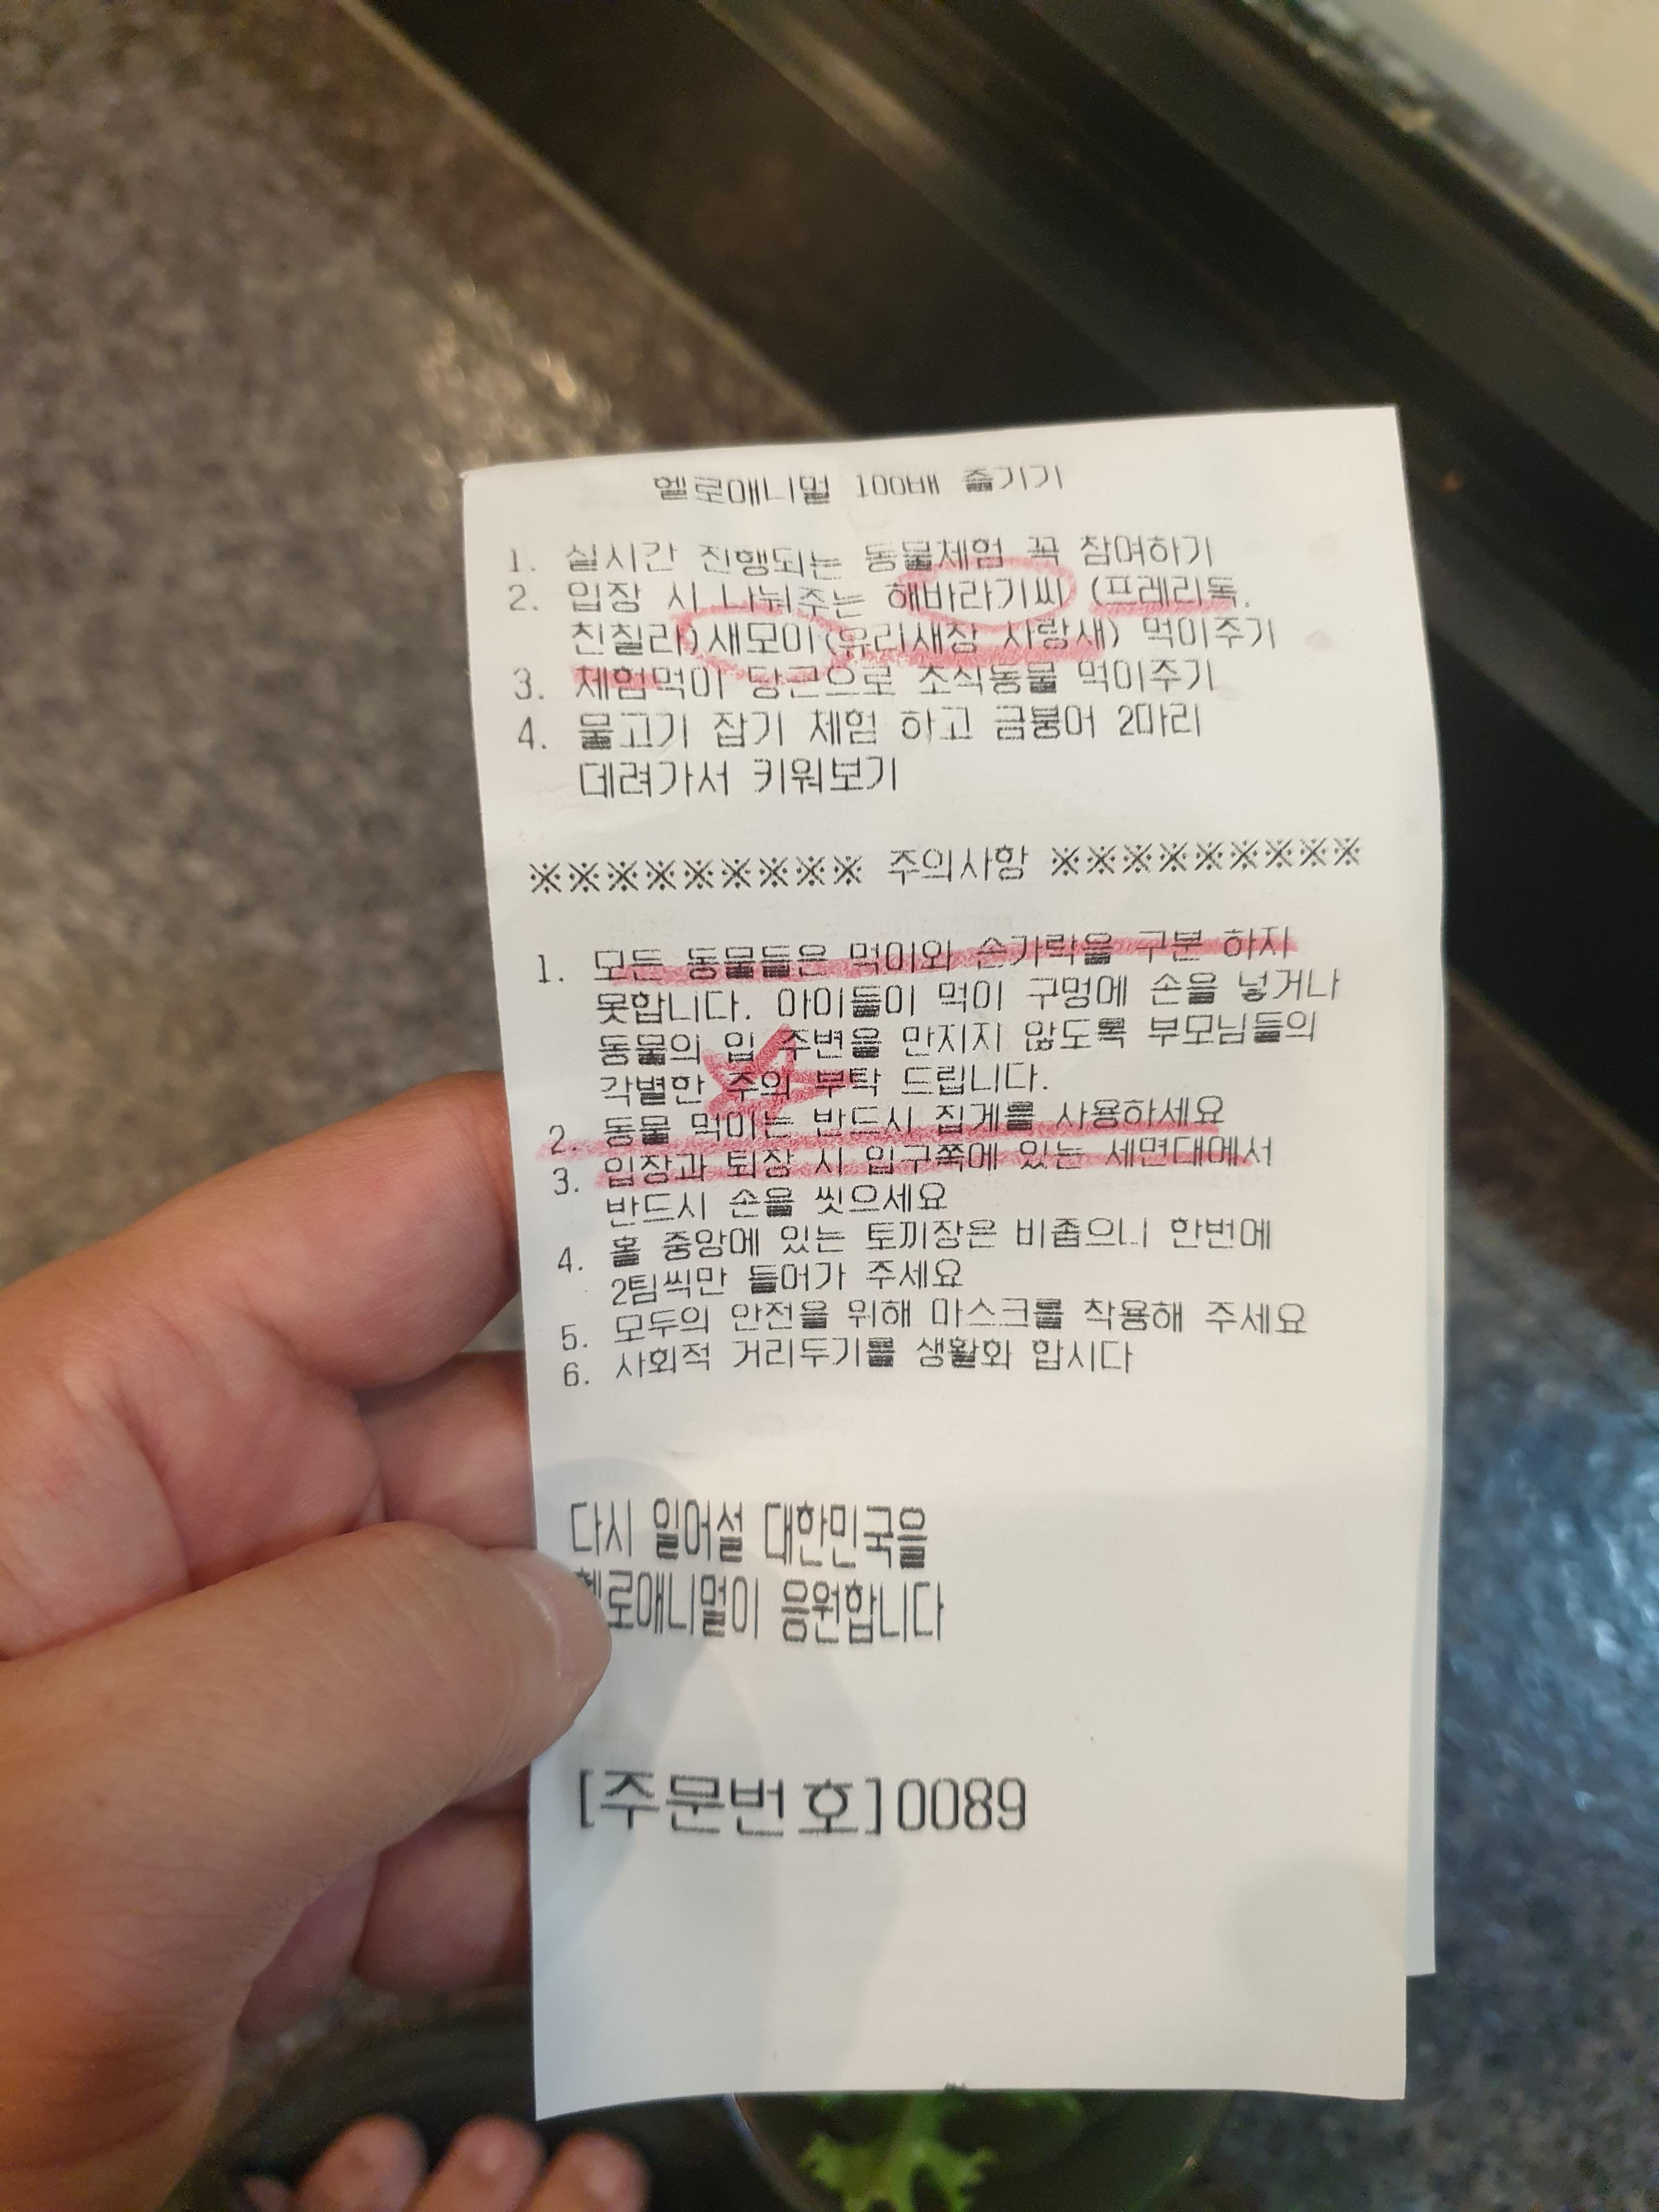 헬로애니멀 100배 즐기기
1. 실시간 진행되는 동물체험 꼭 참여하기
2. 입장 시 나눠주는 해바라기씨 (프레리독,
친칠라)새모이(유리새장 사랑새) 먹이주기
3. 체험먹이 당근으로 초식동물 먹이주기
4. 물고기 잡기 체험 하고 금붕어 2마리
데려가서 키워보기
※※※※※※※※※ 주의사항 ※※※※※※※※※
1. 모든 동물들은 먹이와 손가락을 구분 하지
못합니다. 아이들이 먹이 구멍에 손을 넣거나
동물의 입 주변을 만지지 않도록 부모님들의
각별한 주의 부탁 드립니다.
2. 동물 먹이는 반드시 집게를 사용하세요
3. 입장과 퇴장 시 입구쪽에 있는 세면대에서
반드시 손을 씻으세요
4. 홀 중앙에 있는 토끼장은 비좁으니 한번에
2팀씩만 들어가 주세요
5. 모두의 안전을 위해 마스크를 착용해 주세요
6. 사회적 거리두기를 생활화 합시다
다시 일어설 대한민국을
헬로애니멀이 응원합니다
[주문번호]0089